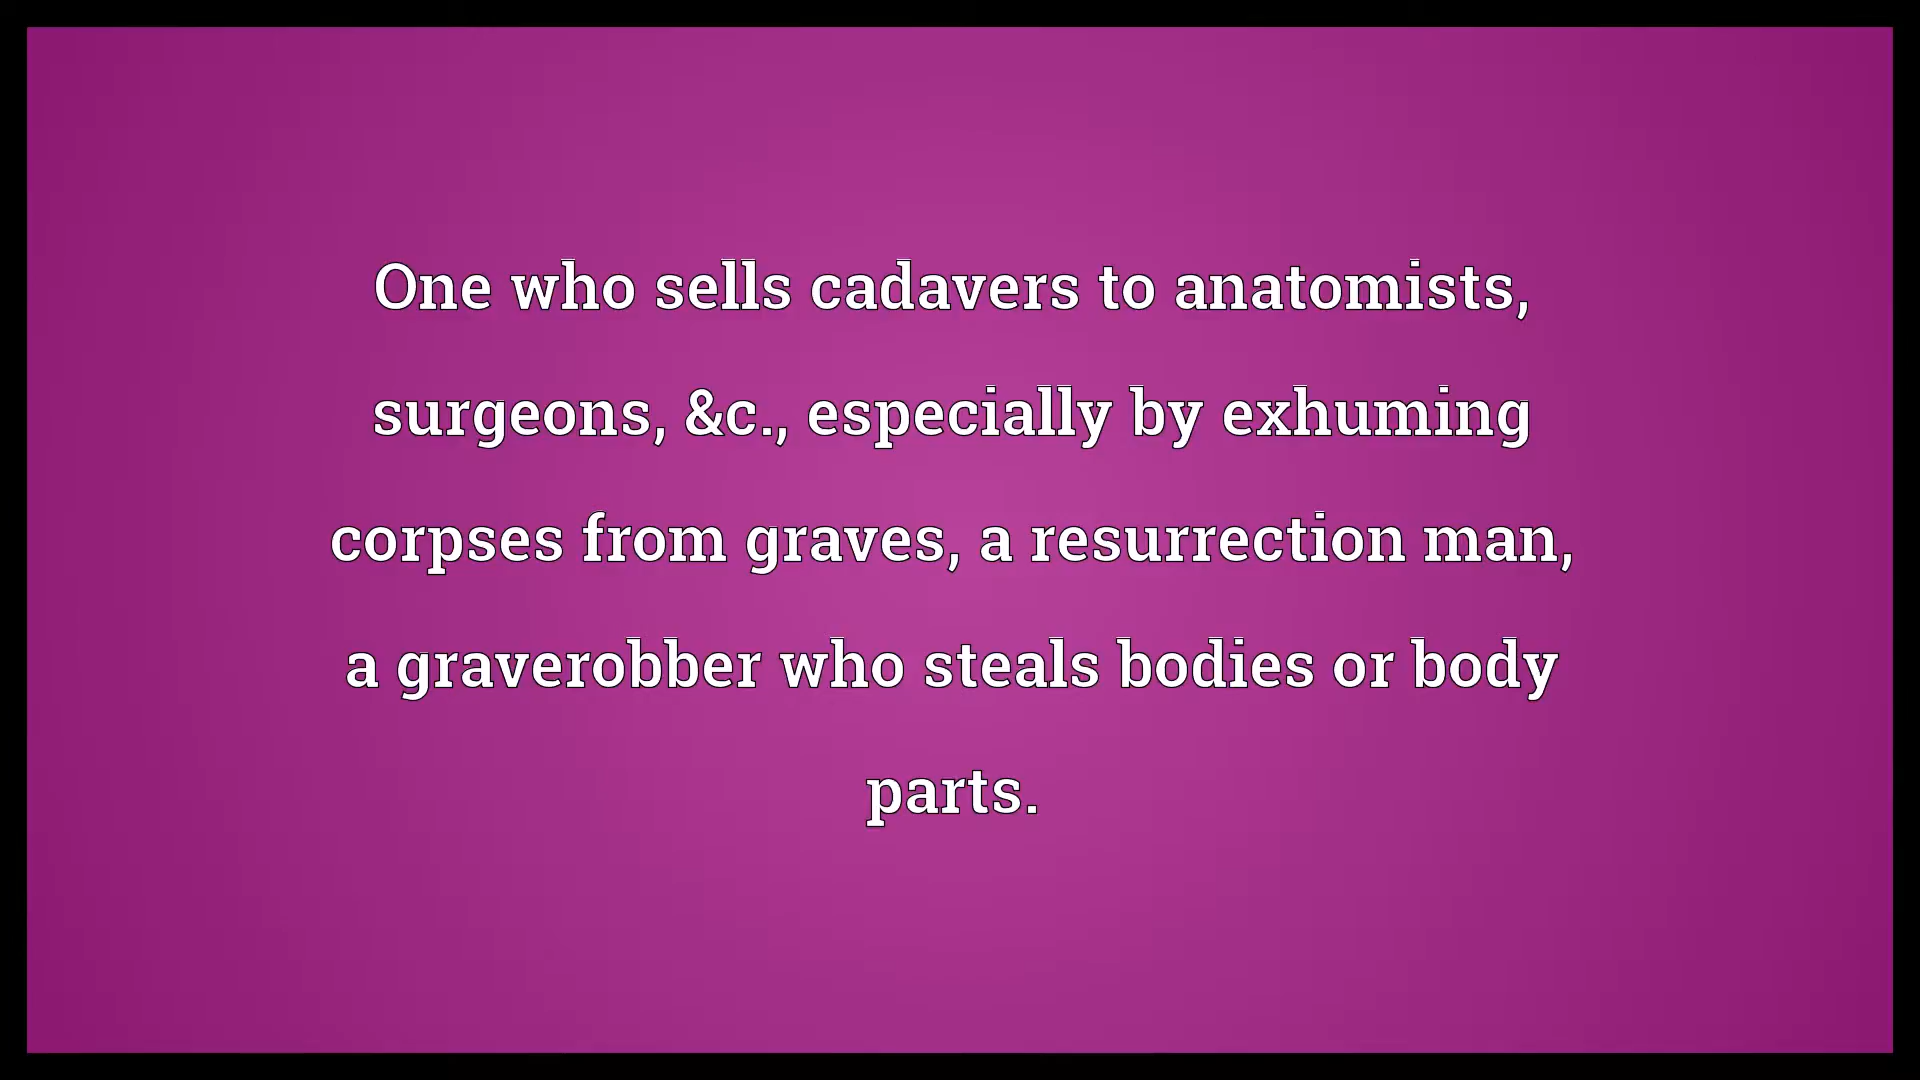 One who sells cadavers to anatomists,
surgeons, &c., especially by exhuming
corpses from graves, a resurrection man,
a graverobber who steals bodies or body
parts.